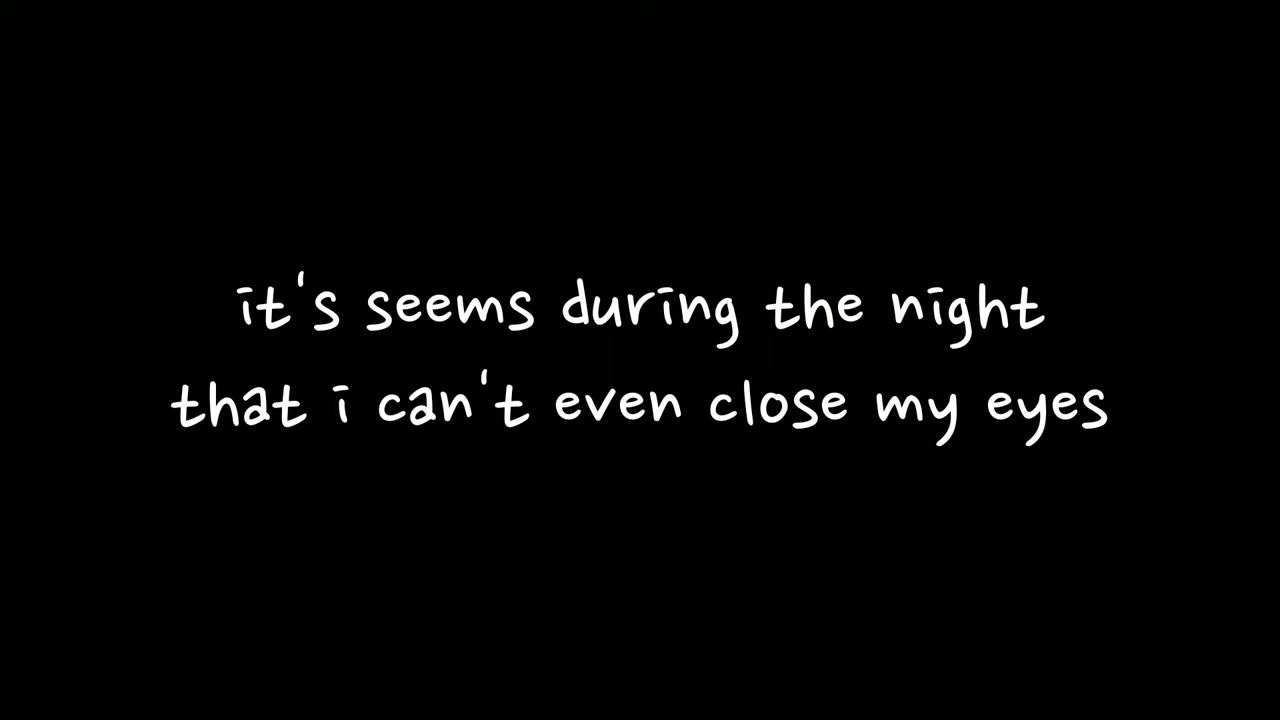 it's seems during the night
that i can't even close my eyes